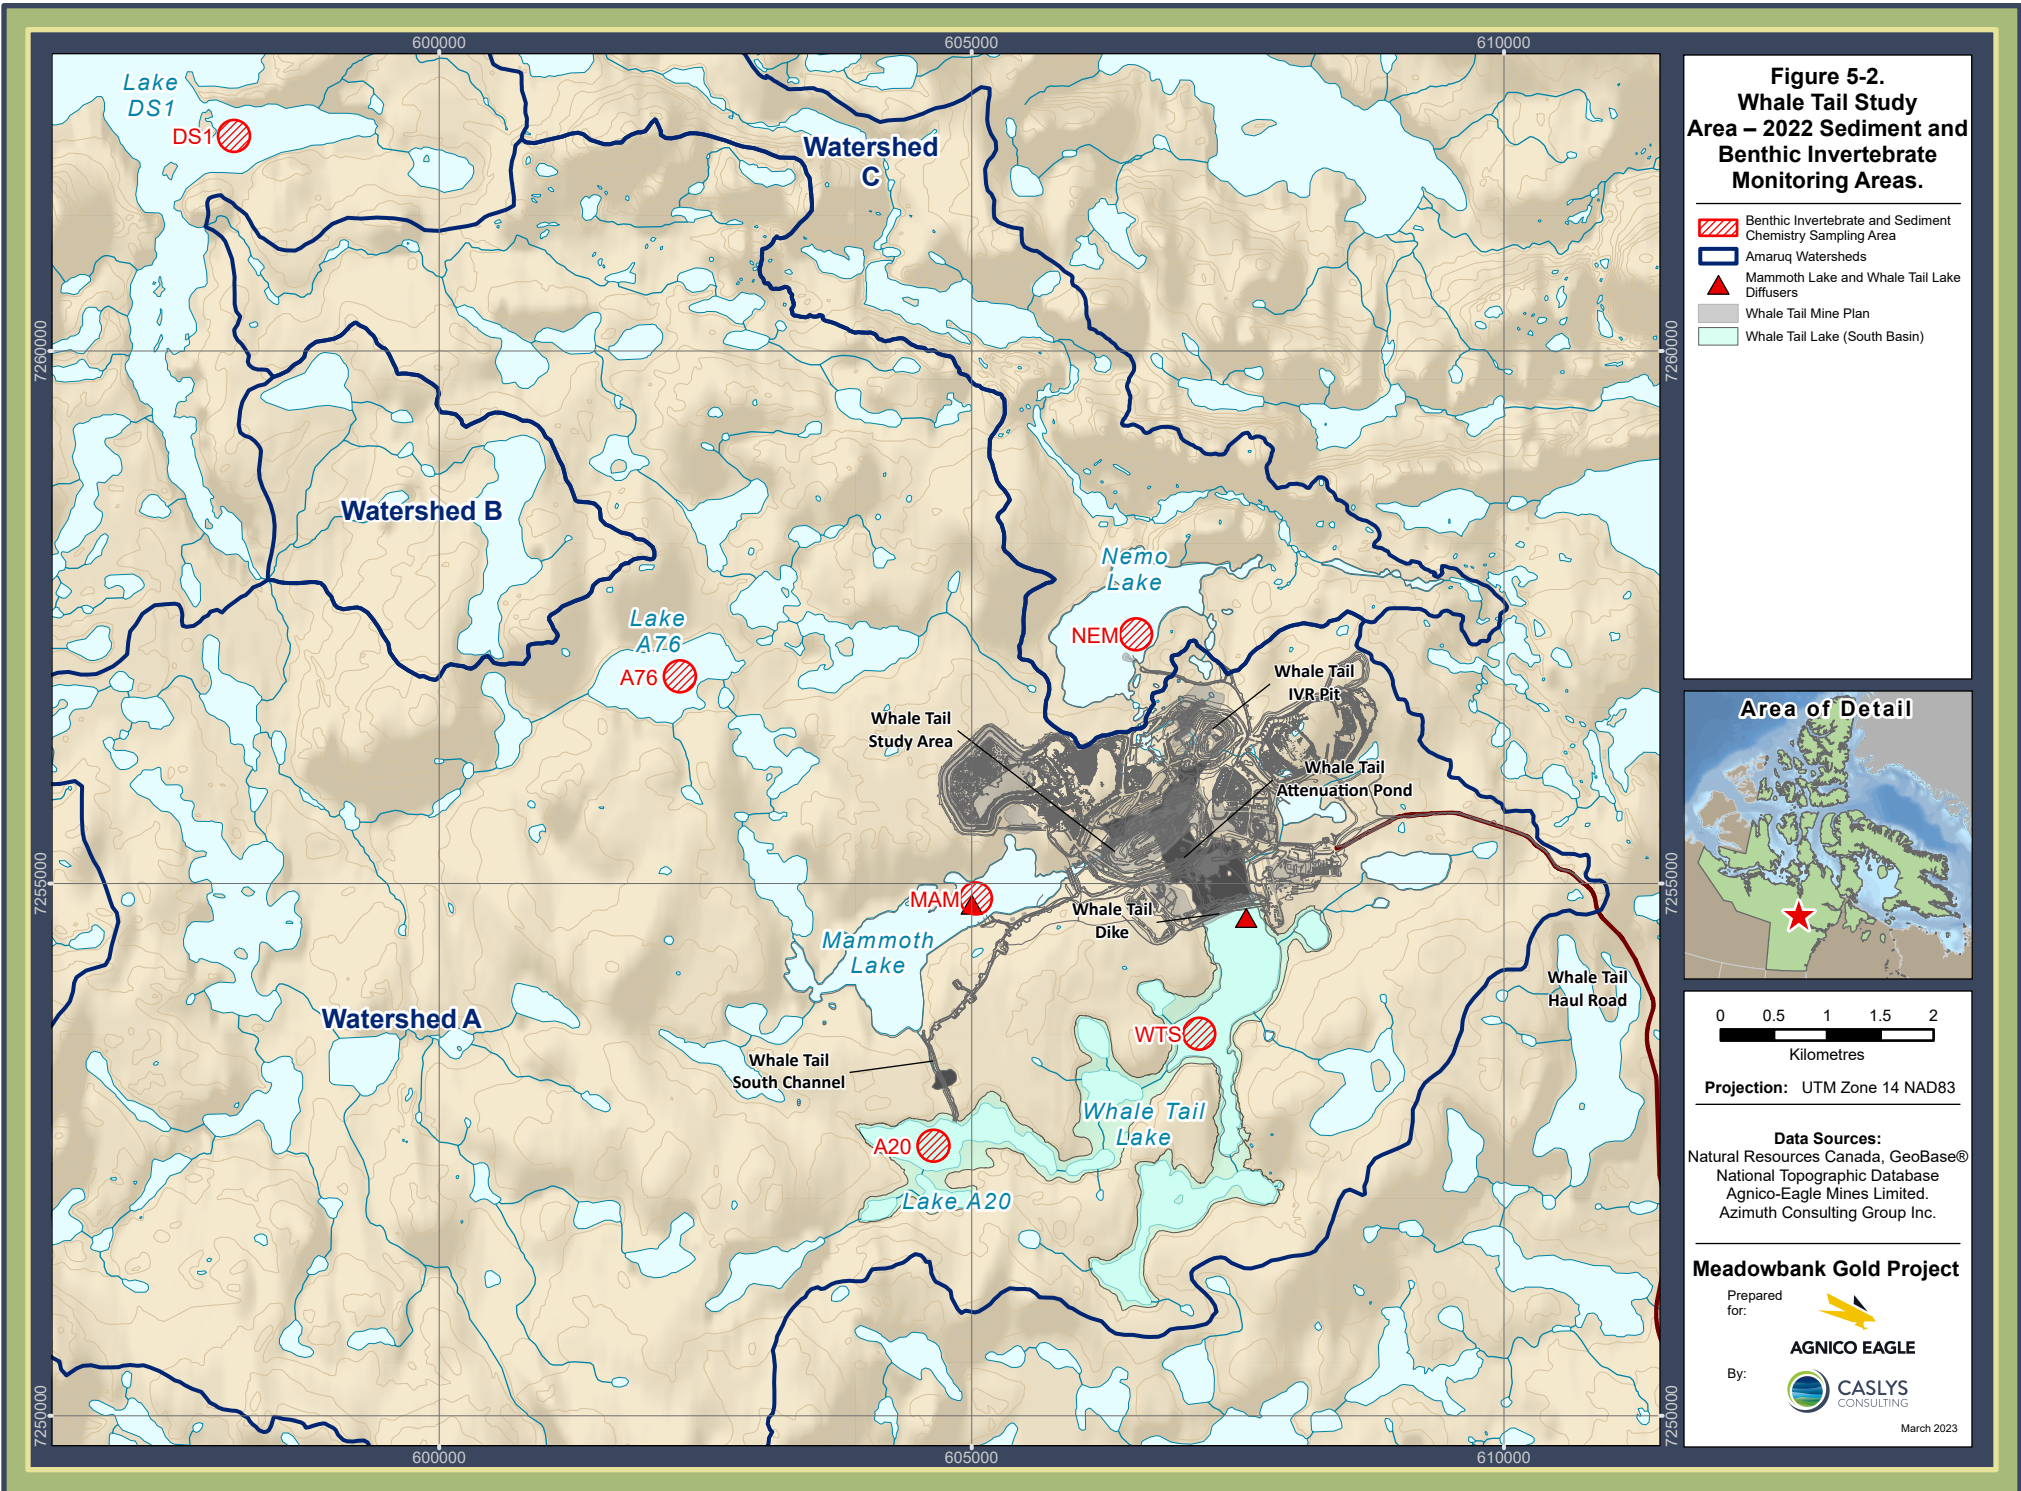 600000
605000
610000
Lake
DS1
DS1
Watershed
C
7260000
7260000
Watershed B
Nemo
Lake
NEM
Lake
A76
A76
Whale Tail
IVR Pit
Whale Tail
Study Area
Whale Tail
Attenuation Pond
7255000
7255000
MAM
Whale Tail
Dike
Mammoth
Lake
Whale Tail
Haul Road
Watershed A
WTS
Whale Tail
South Channel
Whale Tail
Lake
A20
Lake A20
7250000
7250000
600000
605000
610000
Figure 5-2.
Whale Tail Study
Area – 2022 Sediment and
Benthic Invertebrate
Monitoring Areas.
Benthic Invertebrate and Sediment
Chemistry Sampling Area
Amaruq Watersheds
Mammoth Lake and Whale Tail Lake
Diffusers
Whale Tail Mine Plan
Whale Tail Lake (South Basin)
Area of Detail
0 0.5 1 1.5 2
Kilometres
Projection: UTM Zone 14 NAD83
Data Sources:
Natural Resources Canada, GeoBase®
National Topographic Database
Agnico-Eagle Mines Limited.
Azimuth Consulting Group Inc.
Meadowbank Gold Project
Prepared
for:
AGNICO EAGLE
By:
CASLYS
CONSULTING
March 2023